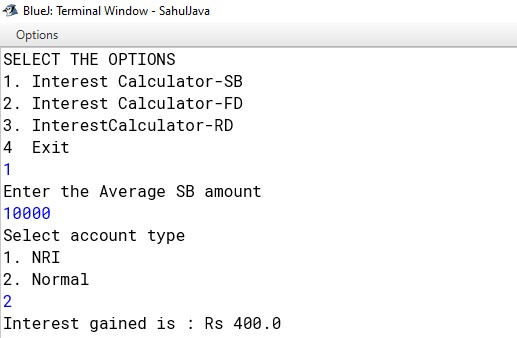 BlueJ: Terminal Window - SahulJava
Options
SELECT THE OPTIONS
1. Interest Calculator-SB
2. Interest Calculator-FD
3. InterestCalculator-RD
4  Exit
1
Enter the Average SB amount
10000
Select account type
1. NRI
2. Normal
2
Interest gained is : Rs 400.0